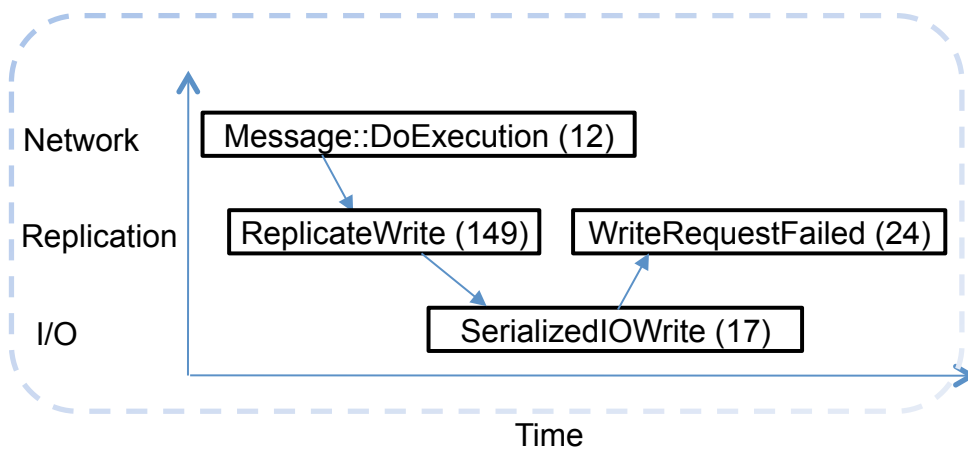 Network
Message::DoExecution (12)
Replication
ReplicateWrite (149)
WriteRequestFailed (24)
I/O
SerializedIOWrite (17)
Time